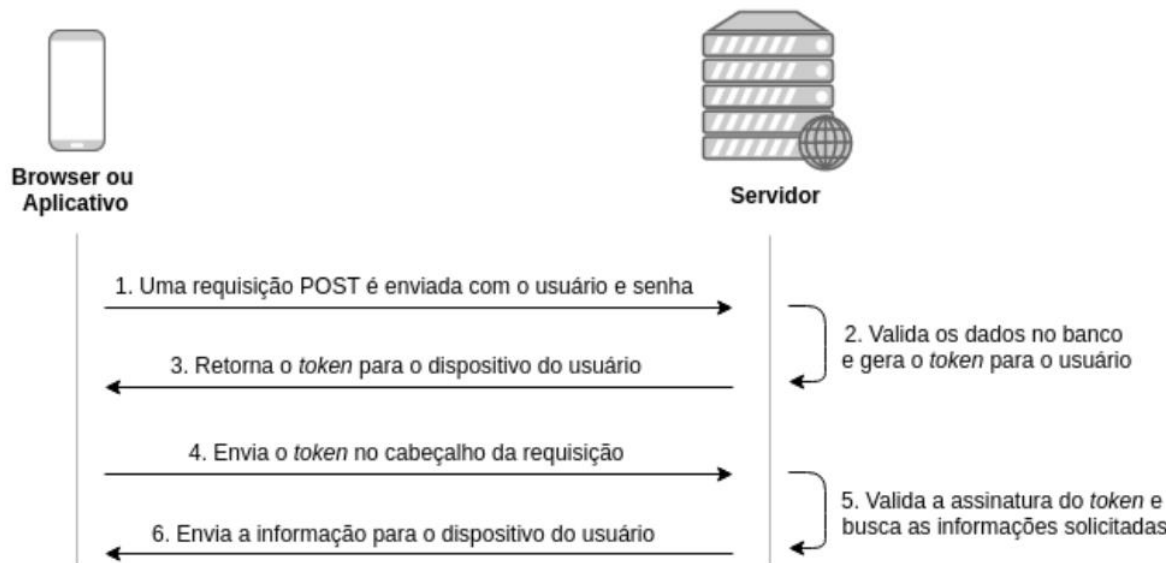 Browser ou
Aplicativo
Servidor
1. Uma requisição POST é enviada com o usuário e senha
2. Valida os dados no banco
e gera o token para o usuário
3. Retorna o token para o dispositivo do usuário
4. Envia o token no cabeçalho da requisição
5. Valida a assinatura do token e
busca as informações solicitadas
6. Envia a informação para o dispositivo do usuário